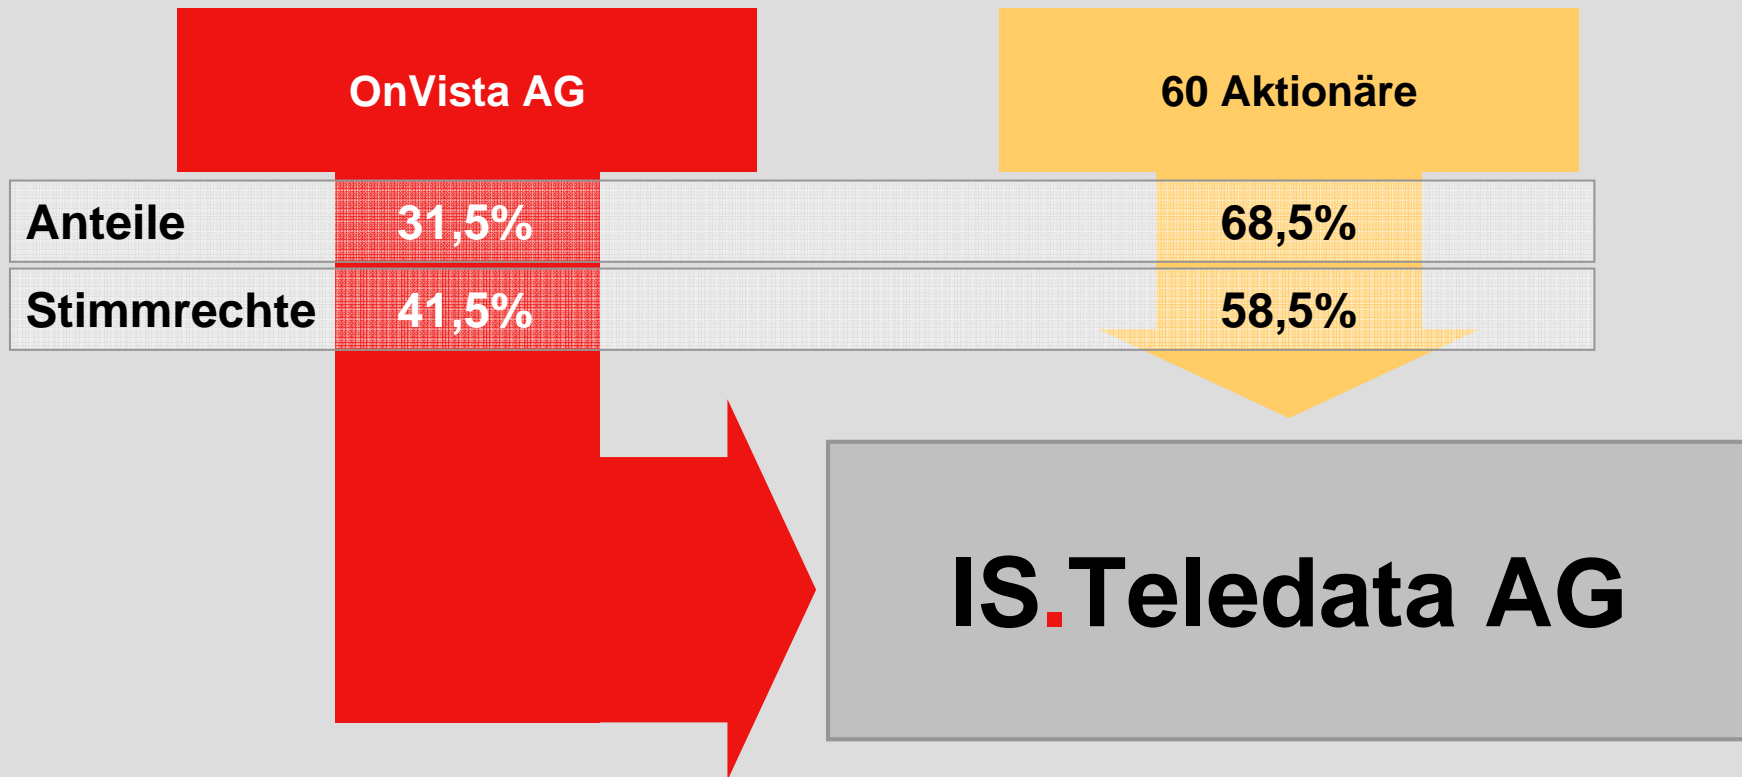 OnVista AG
60 Aktionäre
Anteile 31,5% 68,5%
Stimmrechte 41,5% 58,5%
IS.Teledata AG